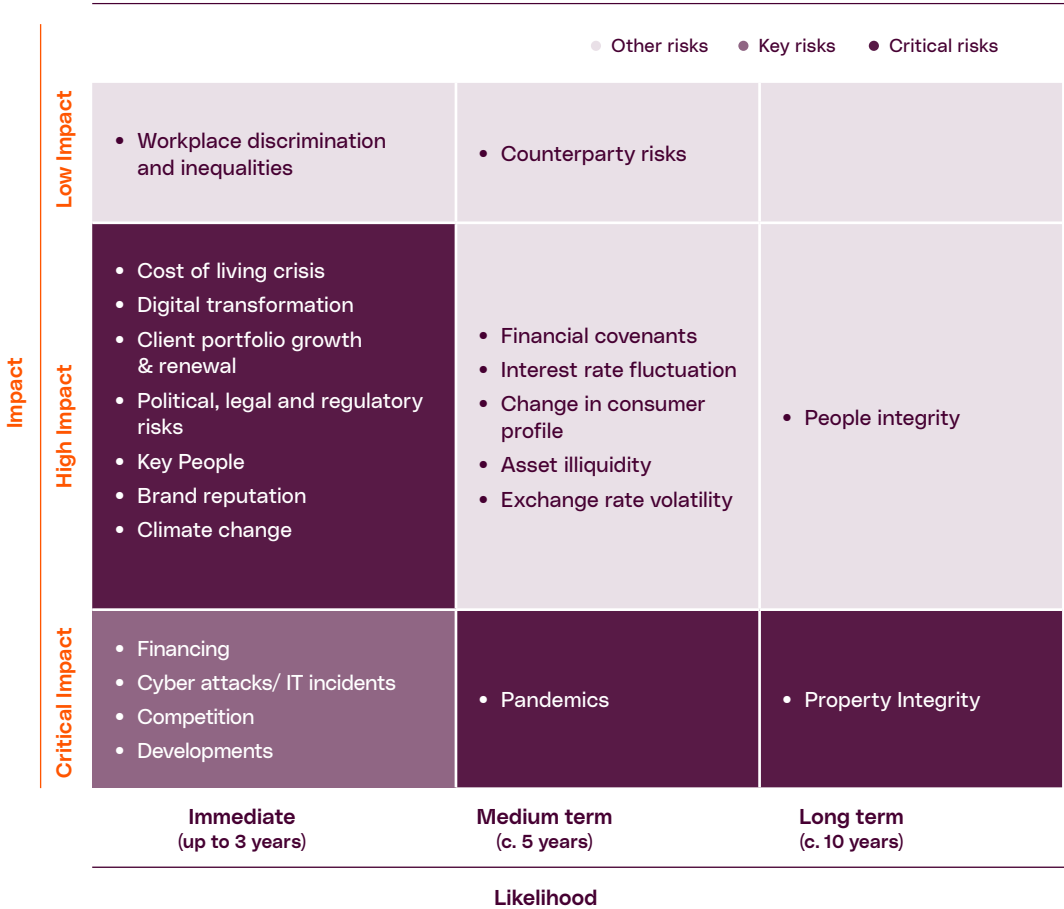 Other risks
Key risks
Critical risks
Impact
Low Impact
• Workplace discrimination
and inequalities
• Counterparty risks
High Impact
• Cost of living crisis
• Digital transformation
• Client portfolio growth
& renewal
• Political, legal and regulatory
risks
• Key People
• Brand reputation
• Climate change
• Financial covenants
• Interest rate fluctuation
• Change in consumer
profile
• Asset illiquidity
• Exchange rate volatility
• People integrity
Critical Impact
• Financing
• Cyber attacks/ IT incidents
• Competition
• Developments
• Pandemics
• Property Integrity
Immediate
(up to 3 years)
Medium term
(c. 5 years)
Long term
(c. 10 years)
Likelihood